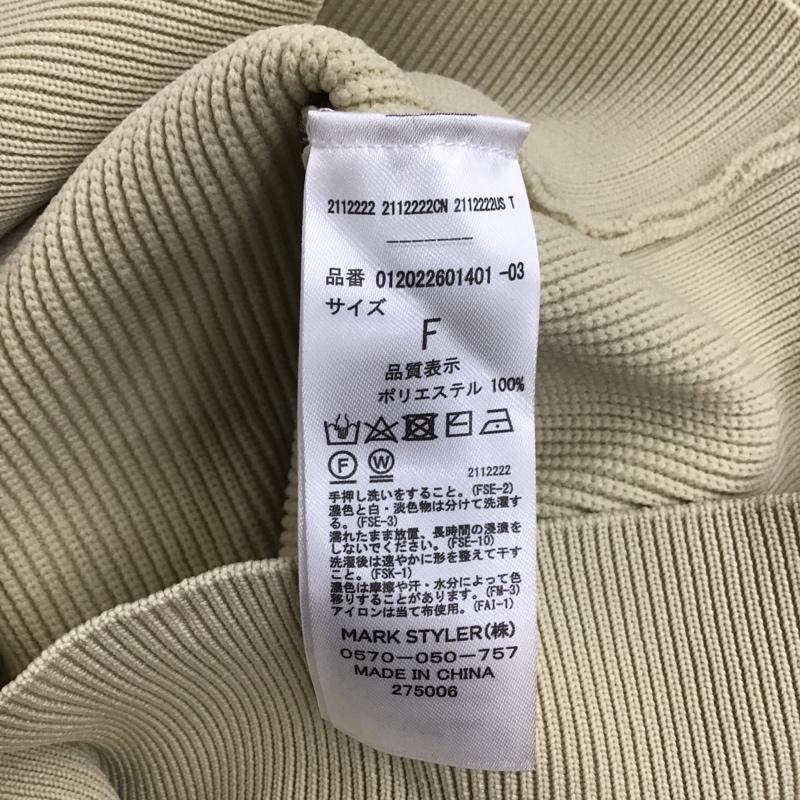 2112222 2112222CN 2112222US T
-------
品番 012022601401 -03
サイズ
F
品質表示
ポリエステル 100%
F W
2112222
手押し洗いをすること。(FSE-2)
濃色と白・淡色物は分けて洗濯す
る。(FSE-3)
濡れたまま放置、長時間の浸漬を
しないでください。(FSE-10)
洗濯後は速やかに形を整えて干す
こと。(FSK-1)
濃色は摩擦や汗・水分によって色
移りすることがあります。(FM-3)
アイロンは当て布使用。(FAI-1)
MARK STYLER(株)
0570-050-757
MADE IN CHINA
275006